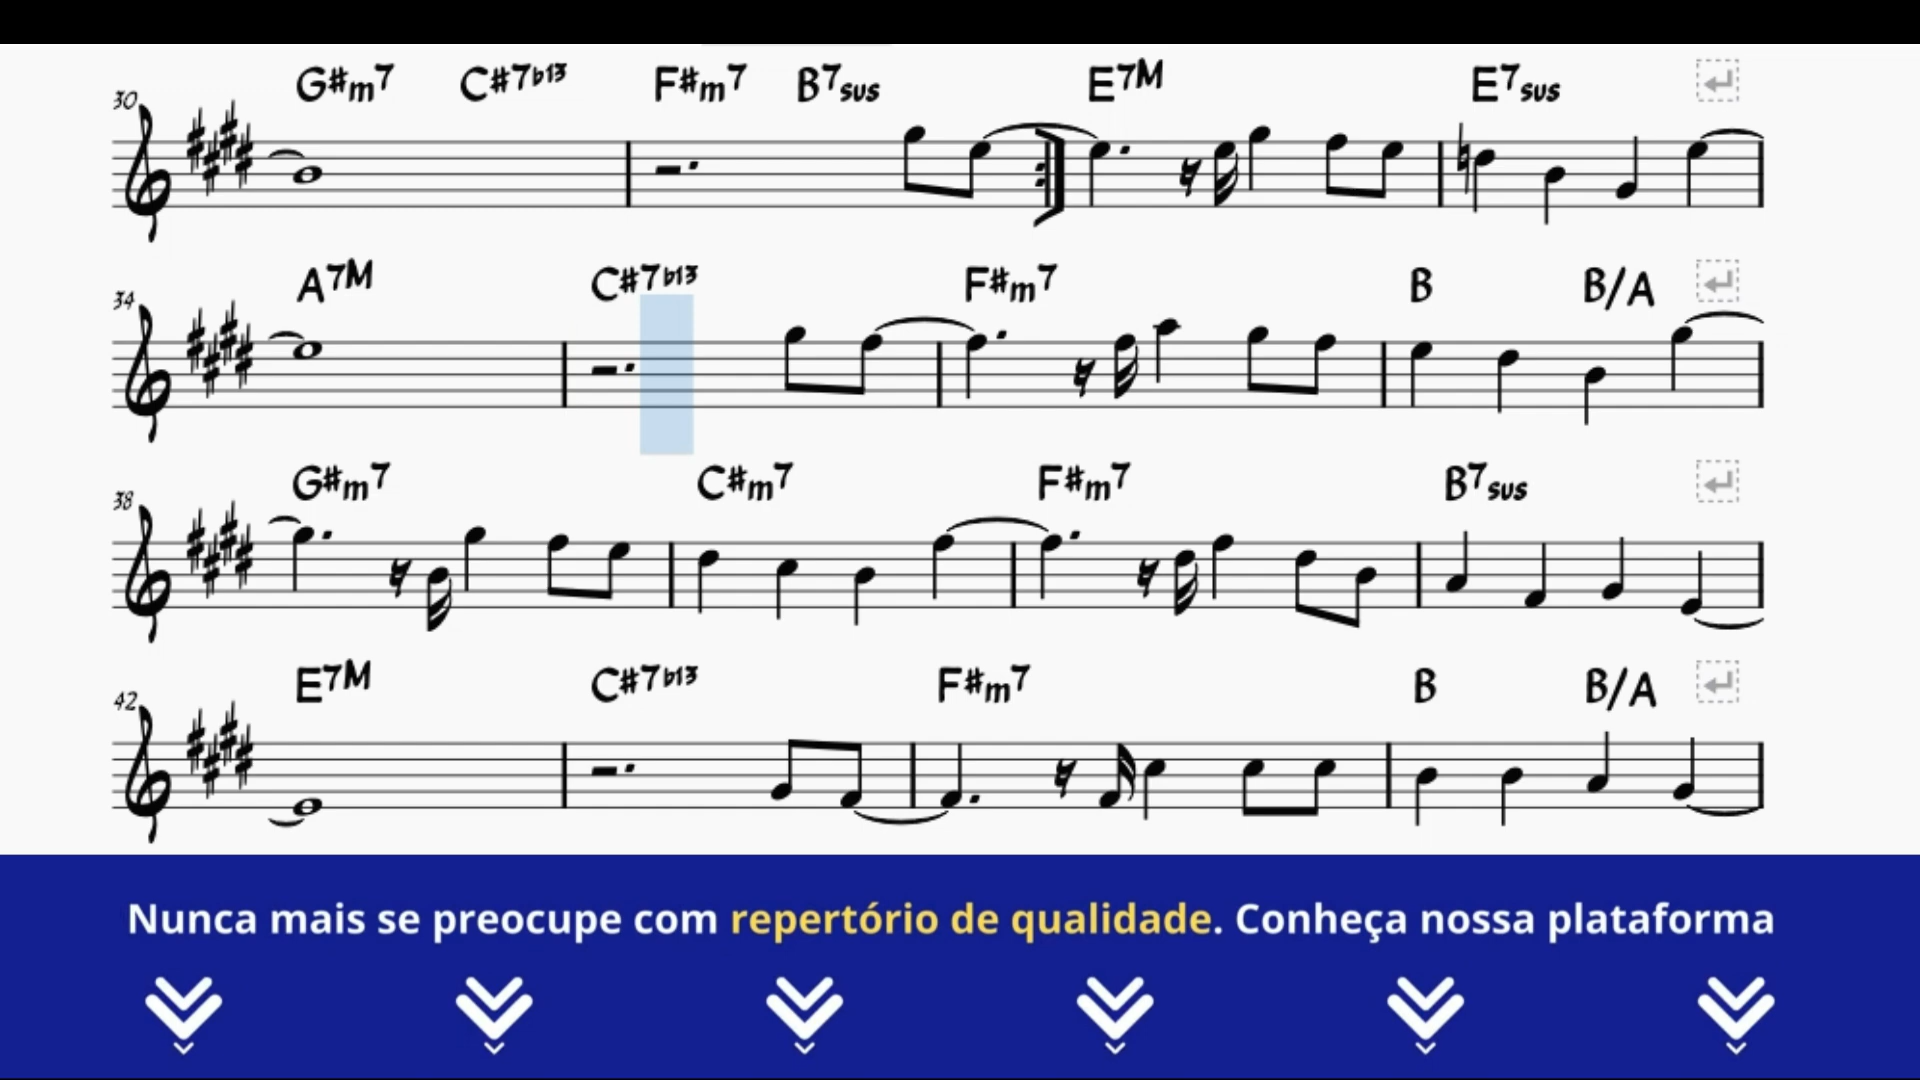 G#m7 C#7b13 F#m7 B7sus E7M E7sus
30
A7M C#7b13 F#m7 B B/A
34
G#m7 C#m7 F#m7 B7sus
38
E7M C#7b13 F#m7 B B/A
42
Nunca mais se preocupe com repertório de qualidade. Conheça nossa plataforma